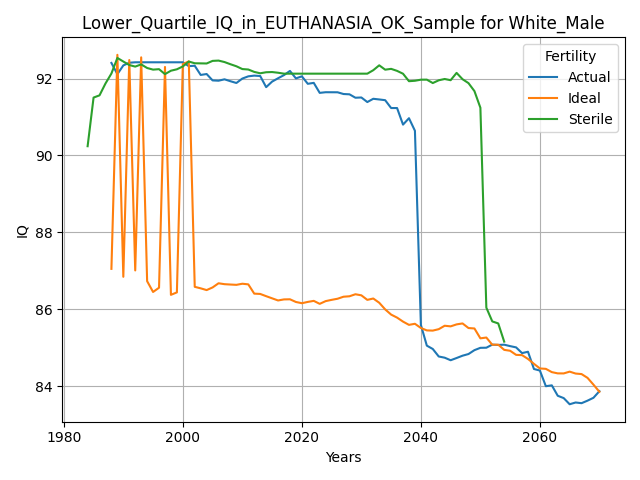 Lower_Quartile_IQ_in_EUTHANASIA_OK_Sample for White_Male
Fertility
Actual
Ideal
Sterile
IQ
92
90
88
86
84
1980
2000
2020
2040
2060
Years